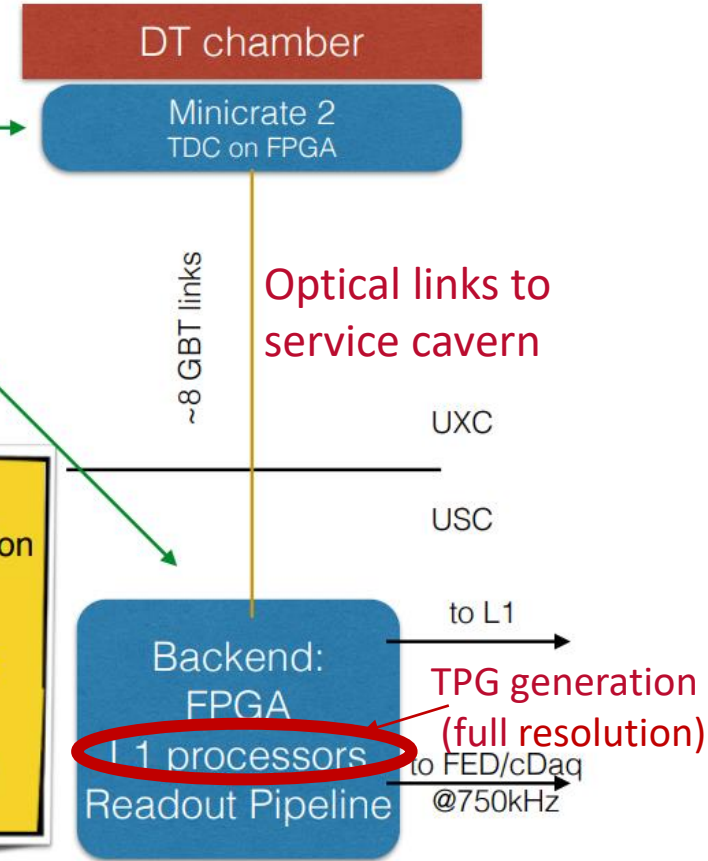 DT chamber
Minicrate 2
TDC on FPGA
~8 GBT links
Optical links to
service cavern
UXC
USC
on
to L1
Backend:
FPGA
L1 processors
Readout Pipeline
TPG generation
(full resolution)
to FED/cDaq
@750kHz